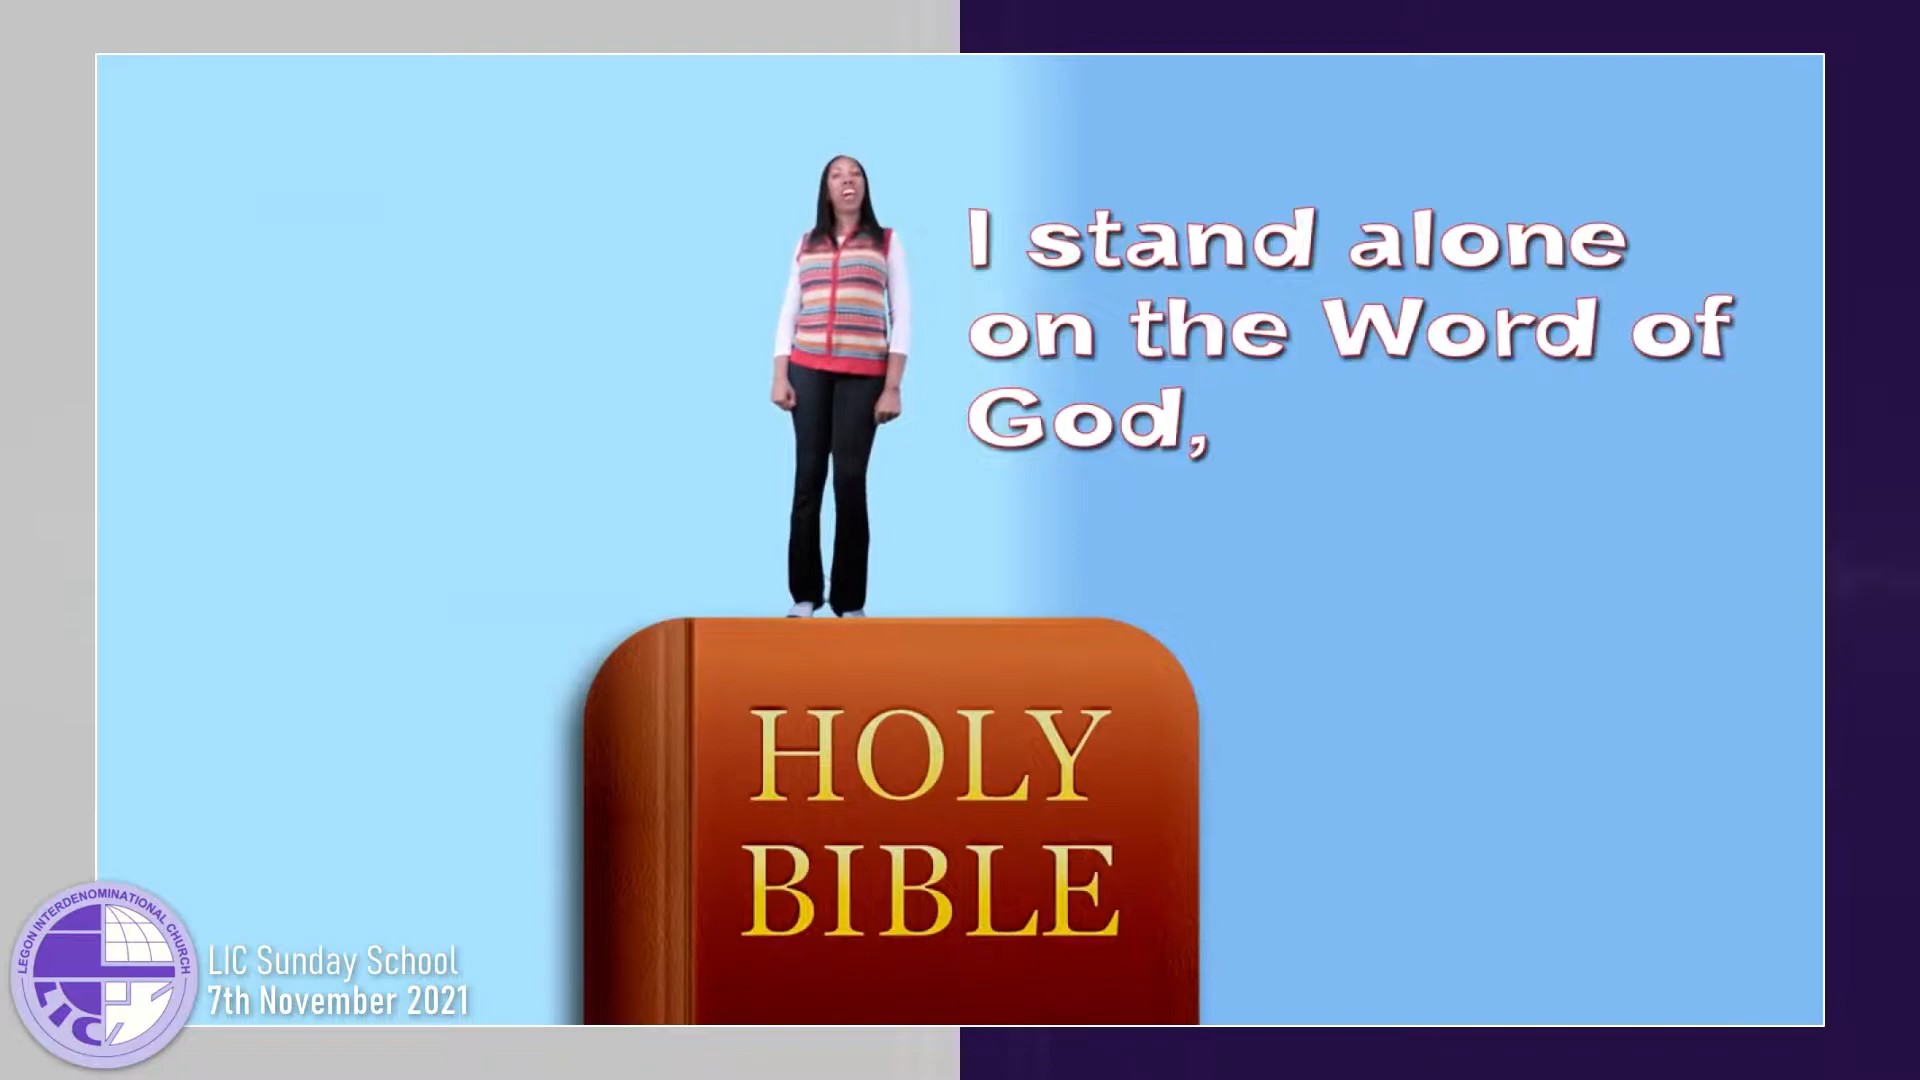 I stand alone
on the Word of
God,
HOLY
BIBLE
LEGON INTERDENOMINATIONAL CHURCH
LIC
LIC Sunday School
7th November 2021